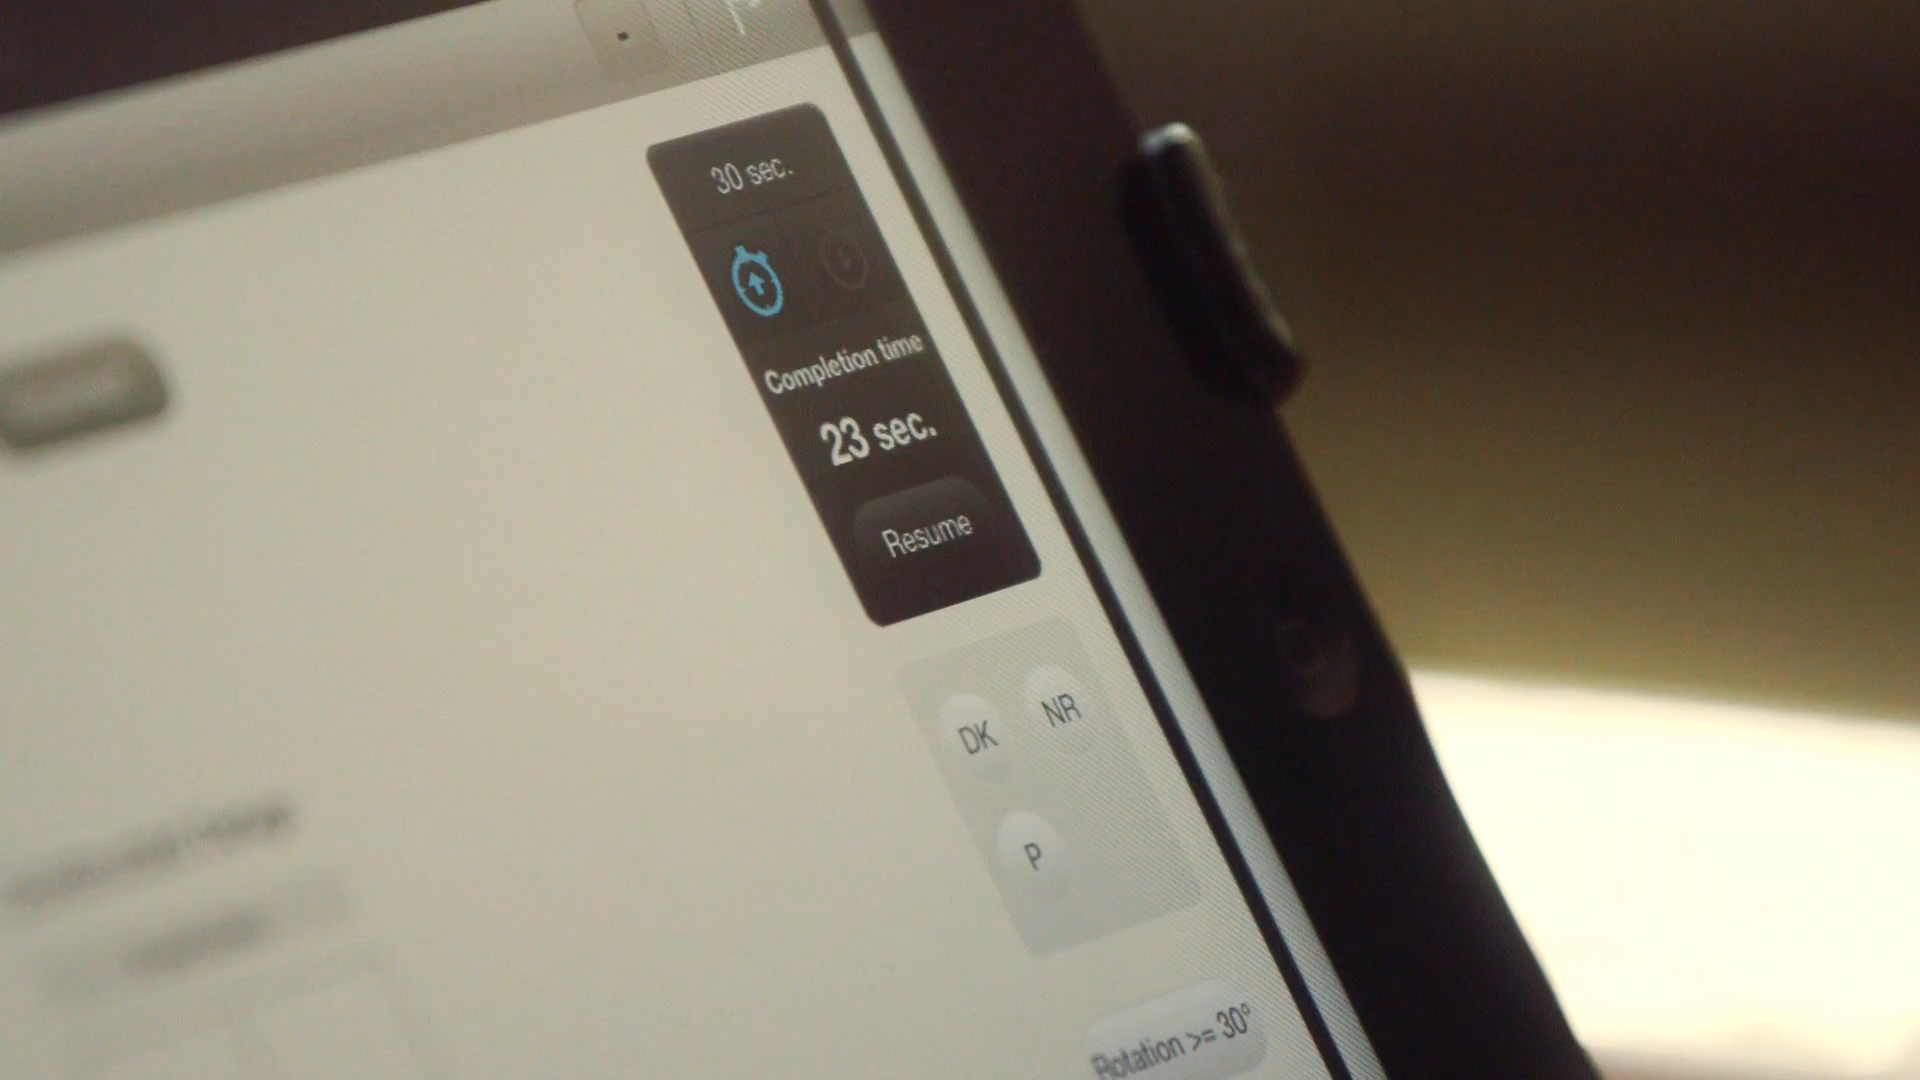 30 sec.
Completion time
23 sec.
Resume
DK
NR
P
Rotation >= 30°